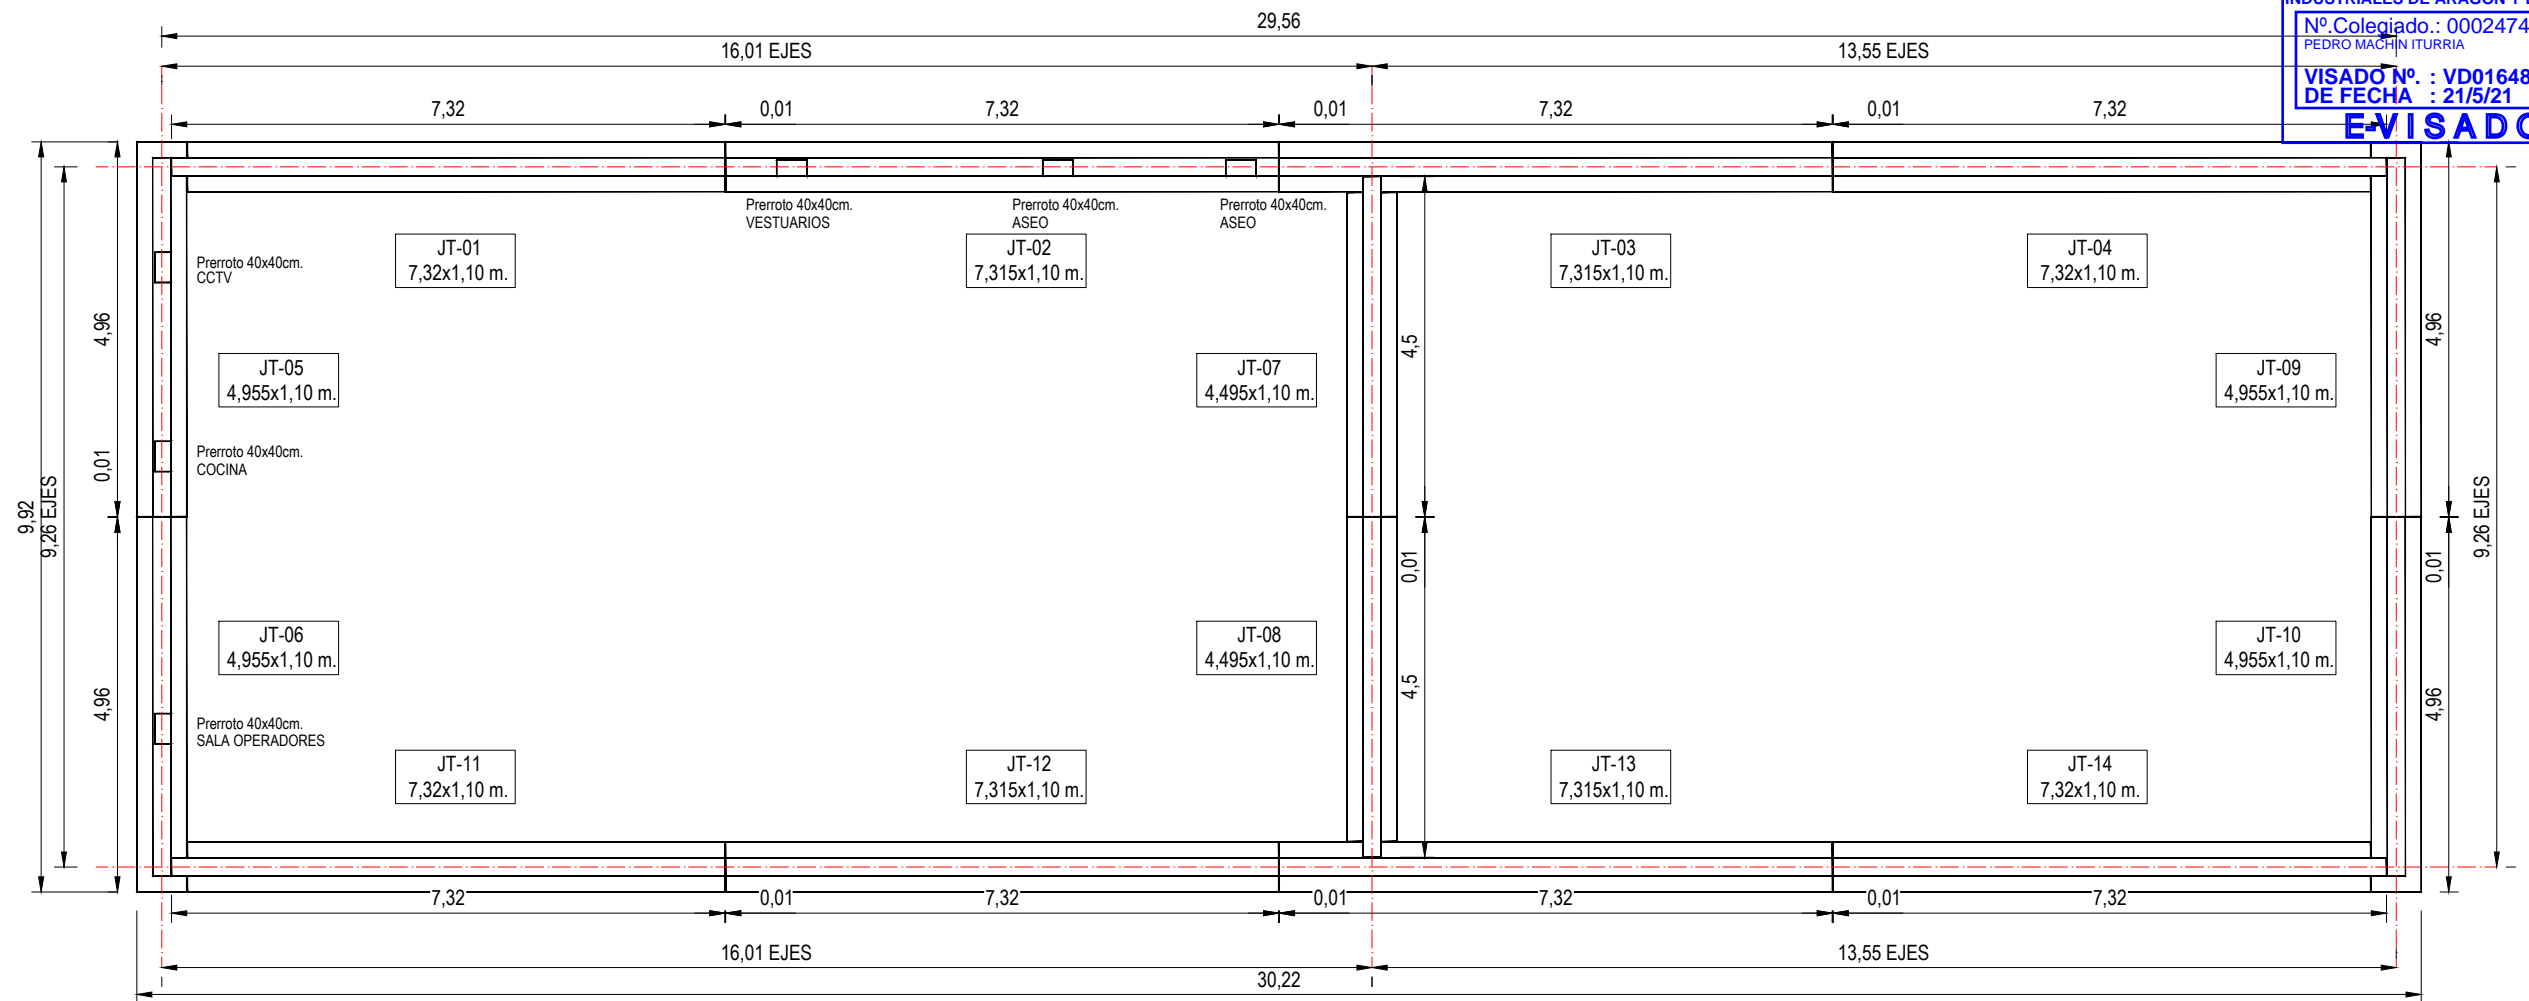 29,56
INDUSTRIALES DE ARAGON Y
Nº.Colegiado.: 0002474
PEDRO MACHIN ITURRIA
VISADO Nº. : VD01648
DE FECHA : 21/5/21
E-VISADO
16,01 EJES
13,55 EJES
7,32
0,01
7,32
0,01
7,32
0,01
7,32
Prerroto 40x40cm.
VESTUARIOS
Prerroto 40x40cm.
ASEO
Prerroto 40x40cm.
ASEO
Prerroto 40x40cm.
CCTV
JT-01
7,32x1,10 m.
JT-02
7,315x1,10 m.
JT-03
7,315x1,10 m.
JT-04
7,32x1,10 m.
4,96
4,5
4,96
JT-05
4,955x1,10 m.
JT-07
4,495x1,10 m.
JT-09
4,955x1,10 m.
Prerroto 40x40cm.
COCINA
0,01
9,92
9,26 EJES
9,26 EJES
0,01
0,01
JT-06
4,955x1,10 m.
JT-08
4,495x1,10 m.
JT-10
4,955x1,10 m.
4,96
4,5
4,96
Prerroto 40x40cm.
SALA OPERADORES
JT-11
7,32x1,10 m.
JT-12
7,315x1,10 m.
JT-13
7,315x1,10 m.
JT-14
7,32x1,10 m.
7,32
0,01
7,32
0,01
7,32
0,01
7,32
16,01 EJES
13,55 EJES
30,22